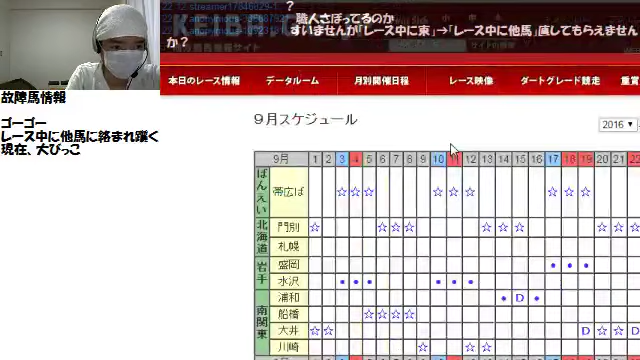 ?
職人さぼってるのか
すいませんが「レース中に束」→「レース中に他馬」直してもらえません
か?
本日のレース情報 データルーム 月別開催日程 レース映像 ダートグレード競走 重賞
故障馬情報
ゴーゴー
レース中に他馬に絡まれ躓く
現在、大びっこ
9月スケジュール
2016
9月 1 2 3 4 5 6 7 8 9 10 11 12 13 14 15 16 17 18 19 20 21 22
ばんえい 帯広ば ☆ ☆ ☆ ☆ ☆ ☆ ☆ ☆ ☆
北海道 門別 ☆ ☆ ☆ ☆ ☆ ☆ ☆ ☆ ☆ ☆
札幌
岩手 盛岡 ● ● ●
水沢 ● ● ● ● ● ●
南関東 浦和 ● D ●
船橋 ☆ ☆ ☆ ☆
大井 ☆ ☆ D ☆ ☆ D
川崎 ☆ ☆ ☆
9月